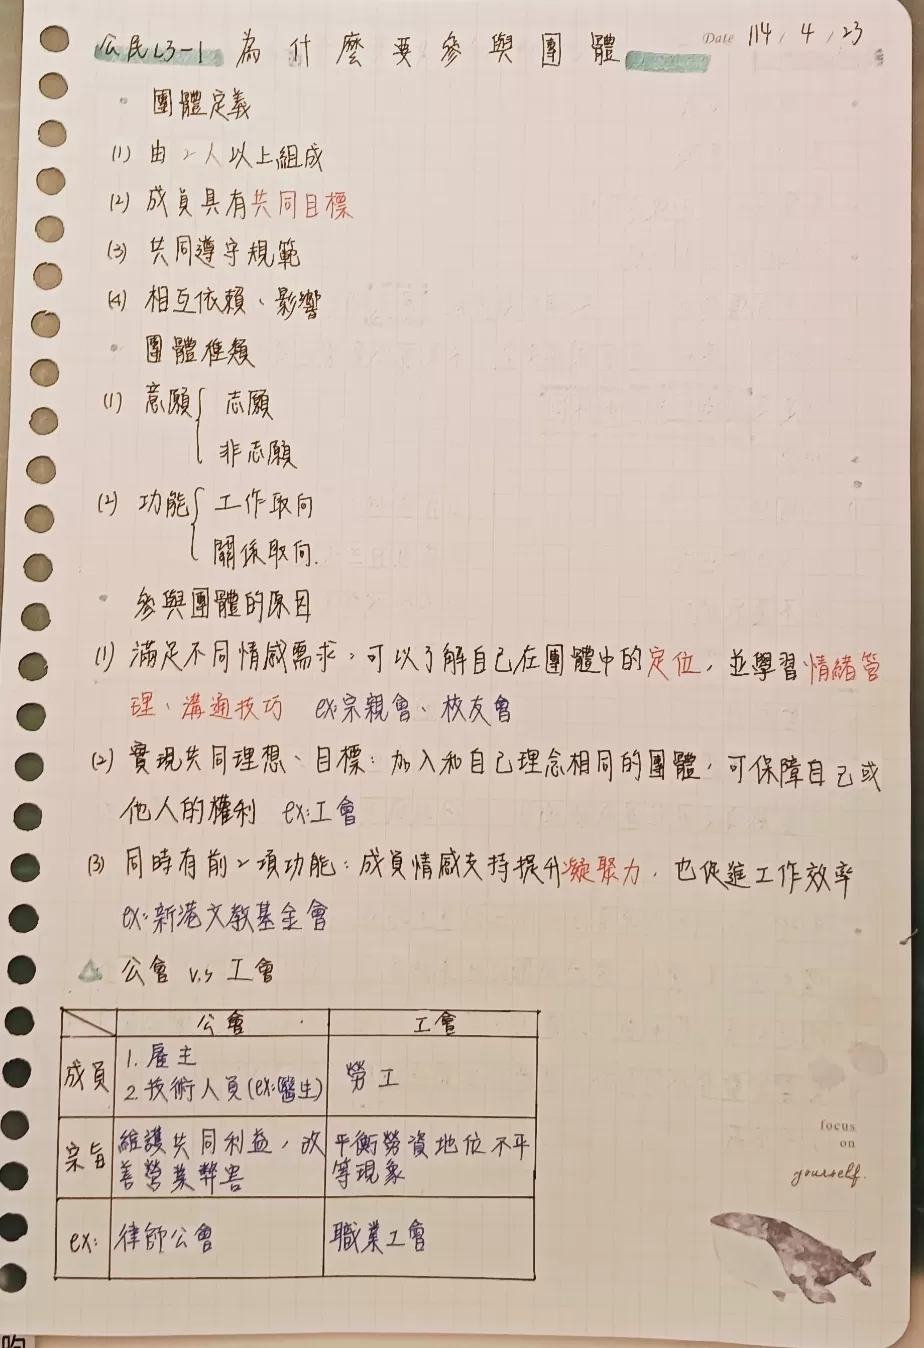 公民L3-1 為什麼要參與團體 Date 114 / 4 / 23
• 團體定義
(1) 由2人以上組成
(2) 成員具有共同目標
(3) 共同遵守規範
(4) 相互依賴、影響
• 團體種類
(1) 意願{ 志願
非志願
(2) 功能{ 工作取向
關係取向.
• 參與團體的原因
(1) 滿足不同情感需求,可以了解自己在團體中的定位,並學習情緒管
理、溝通技巧 ex:宗親會、校友會
(2) 實現共同理想、目標:加入和自己理念相同的團體,可保障自己或
他人的權利 ex:工會
(3) 同時有前2項功能:成員情感支持提升凝聚力,也促進工作效率
ex:新港文教基金會
△ 公會 v.s 工會
公會 工會
成員 1. 雇主
2. 技術人員(ex:醫生) 勞工
宗旨 維護共同利益,改 平衡勞資地位不平
善營業弊害 等現象
ex: 律師公會 職業工會
focus
on
yourself.